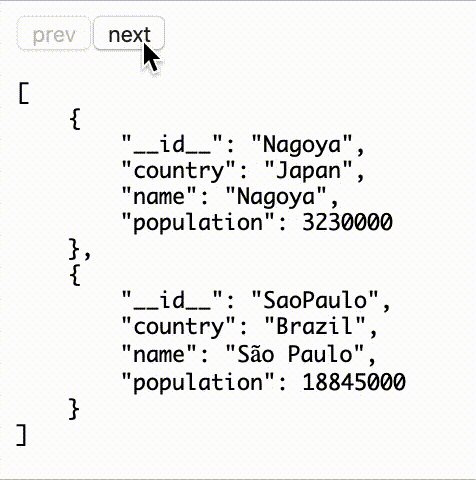 prev next
[
    {
        "__id__": "Nagoya",
        "country": "Japan",
        "name": "Nagoya",
        "population": 3230000
    },
    {
        "__id__": "SaoPaulo",
        "country": "Brazil",
        "name": "São Paulo",
        "population": 18845000
    }
]